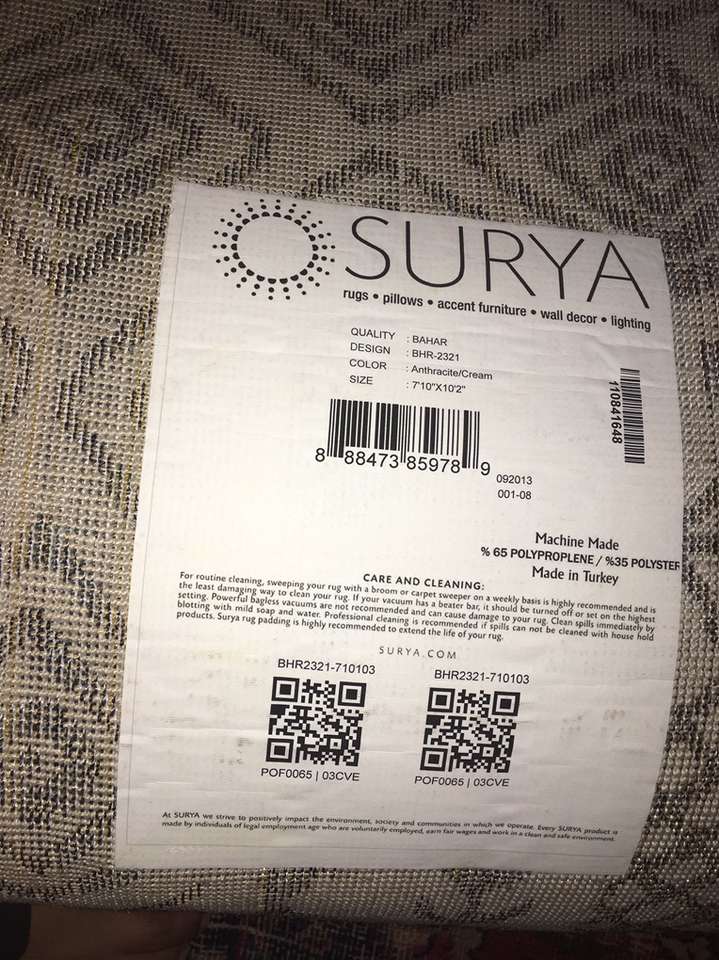 SURYA
rugs • pillows • accent furniture • wall decor • lighting
QUALITY : BAHAR
DESIGN : BHR-2321
COLOR : Anthracite/Cream
SIZE : 7'10"X10'2"
110841648
8 88473 85978 9
092013
001-08
Machine Made
% 65 POLYPROPLENE / %35 POLYSTER
Made in Turkey
CARE AND CLEANING:
For routine cleaning, sweeping your rug with a broom or carpet sweeper on a weekly basis is highly recommended and is
the least damaging way to clean your rug. If your vacuum has a beater bar, it should be turned off or set on the highest
setting. Powerful bagless vacuums are not recommended and can cause damage to your rug. Clean spills immediately by
blotting with mild soap and water. Professional cleaning is recommended if spills can not be cleaned with house hold
products. Surya rug padding is highly recommended to extend the life of your rug.
SURYA.COM
BHR2321-710103
BHR2321-710103
POF0065 | 03CVE
POF0065 | 03CVE
At SURYA we strive to positively impact the environment, society and communities in which we operate. Every SURYA product is
made by individuals of legal employment age who are voluntarily employed, earn fair wages and work in a clean and safe environment.